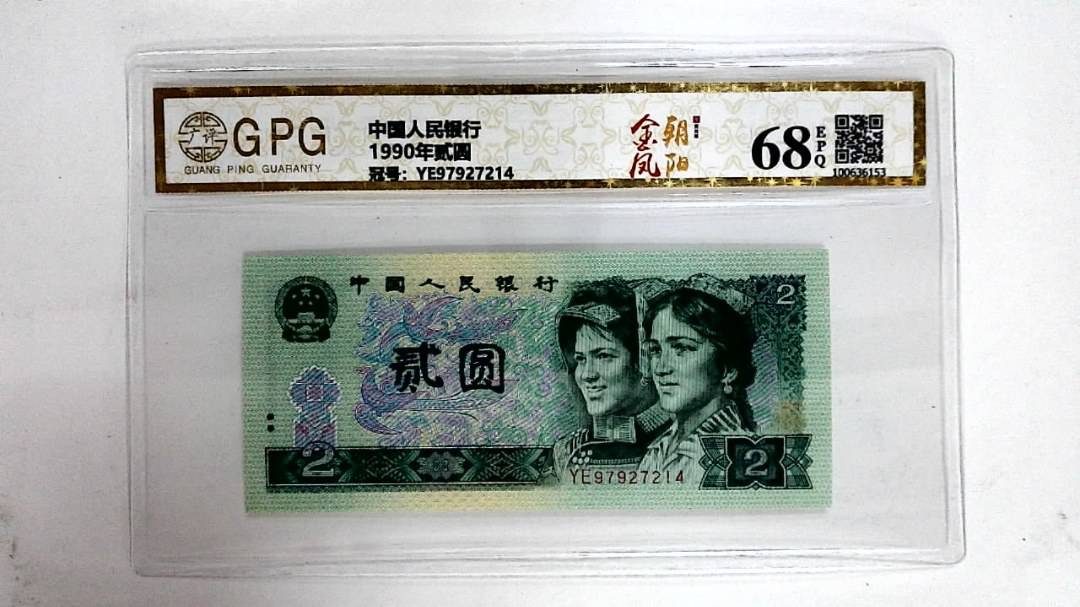 GPG
GUANG PING GUARANTY
中国人民银行
1990年贰圆
冠号: YE97927214
金凤
朝阳
68
EPQ
100636153
中国人民银行
2
贰圆
2
YE97927214
2